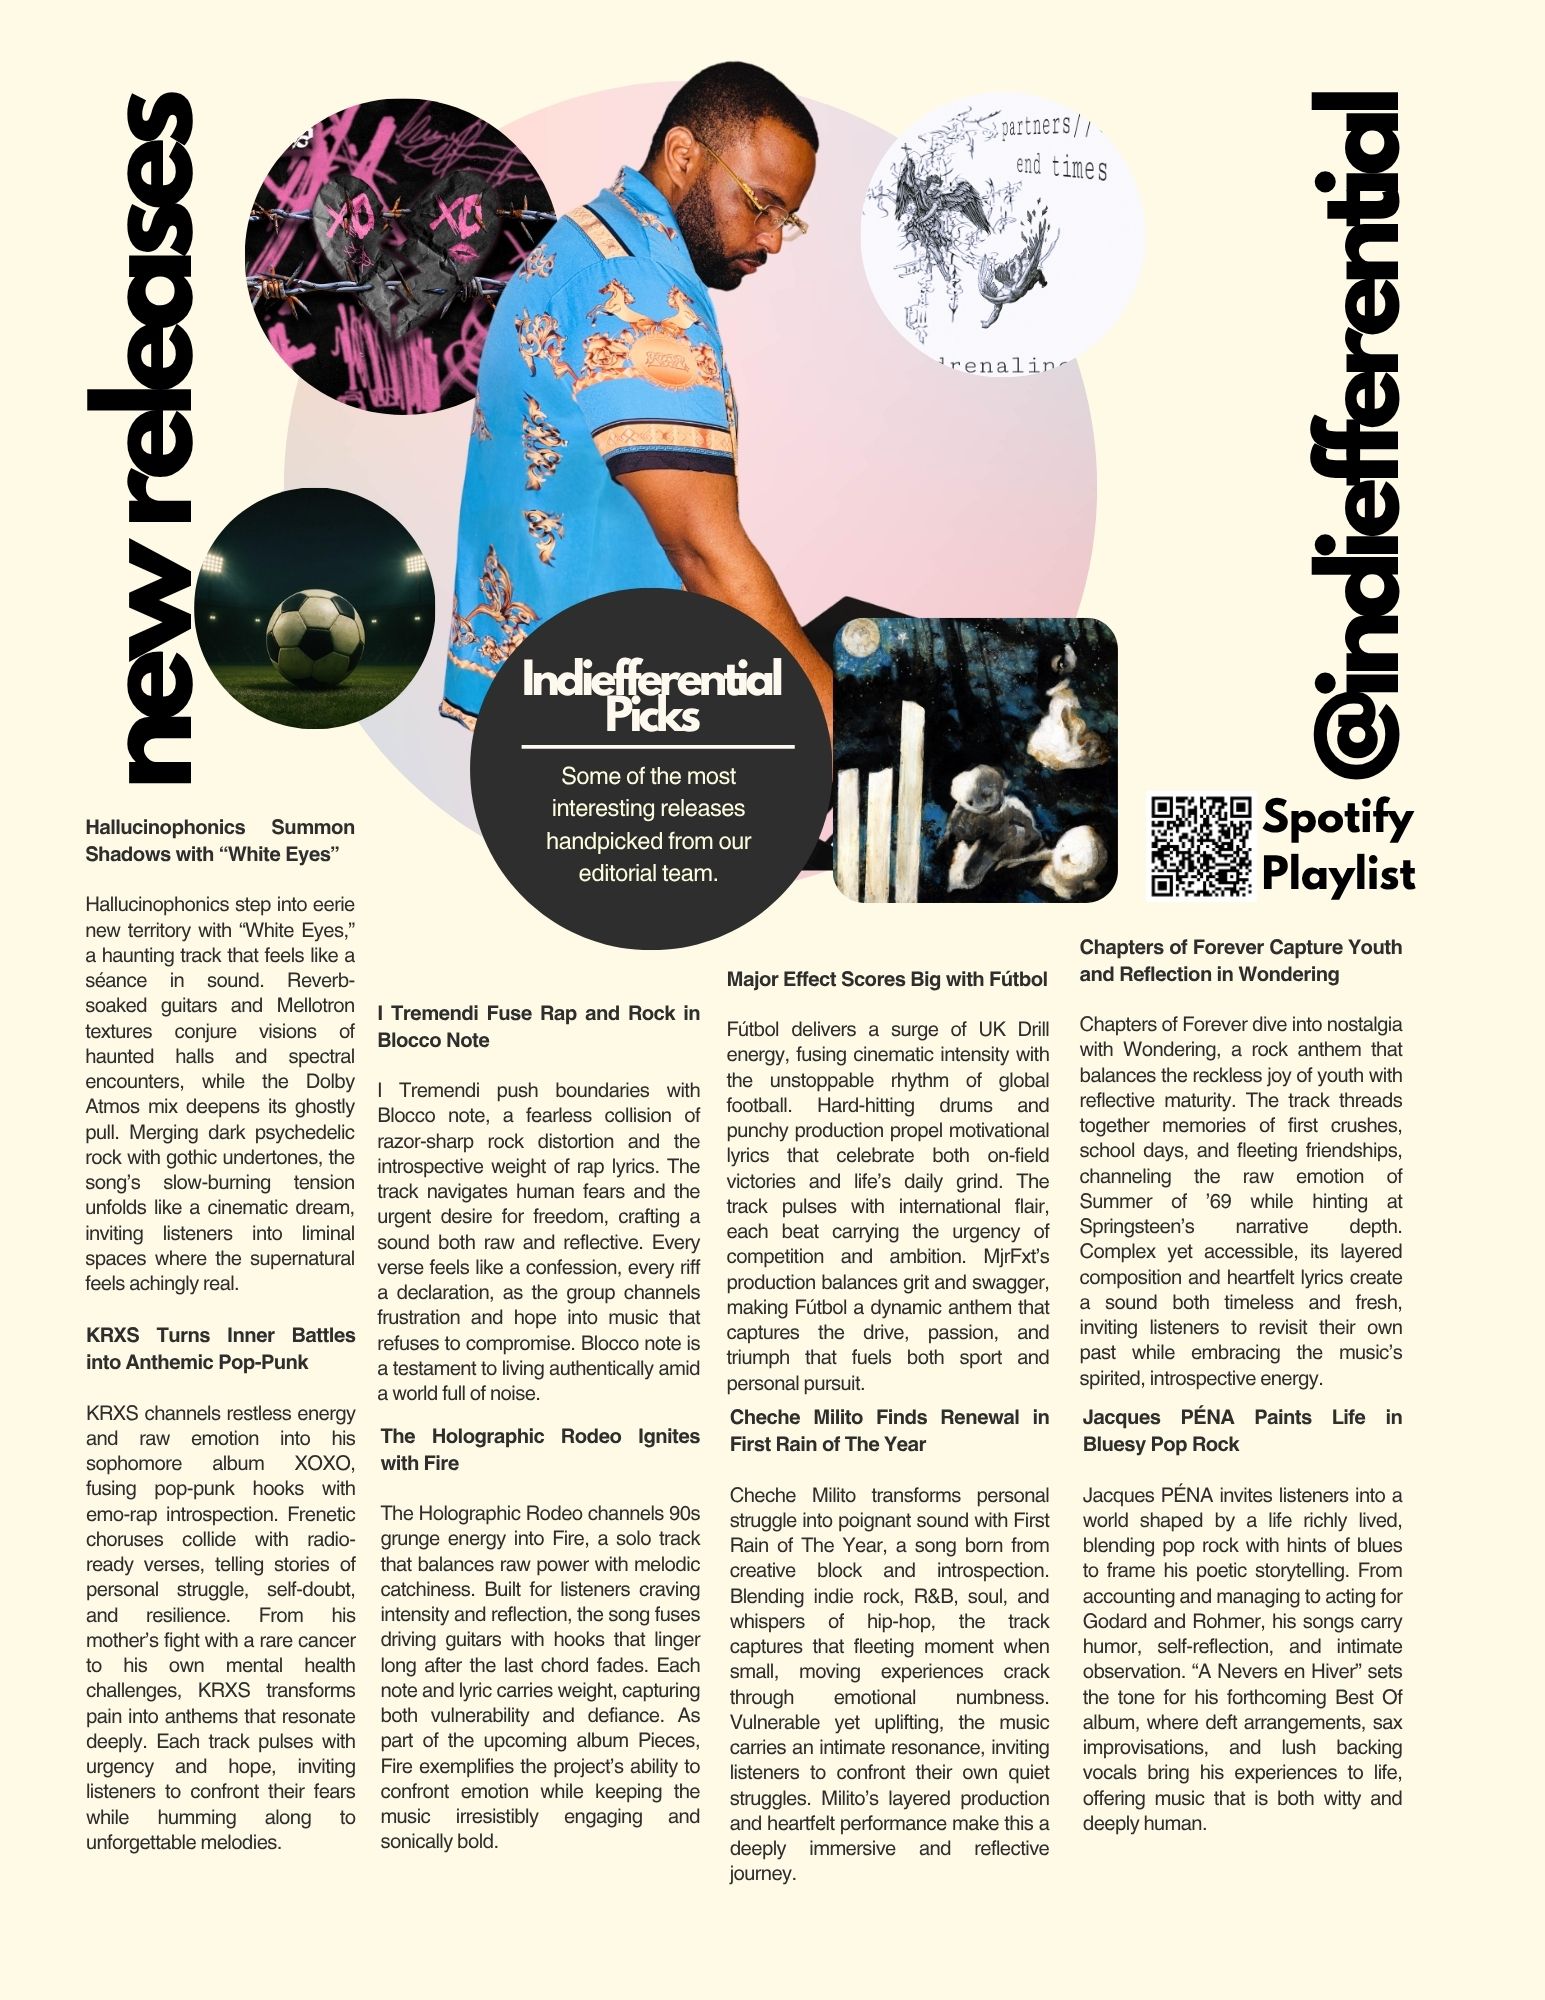 new releases
@indiefferential
XO
XO
partners//
end times
drenaline
Indiefferential
Picks
Some of the most
interesting releases
handpicked from our
editorial team.
Spotify
Playlist
Hallucinophonics Summon
Shadows with “White Eyes”
Hallucinophonics step into eerie
new territory with “White Eyes,”
a haunting track that feels like a
séance in sound. Reverb-
soaked guitars and Mellotron
textures conjure visions of
haunted halls and spectral
encounters, while the Dolby
Atmos mix deepens its ghostly
pull. Merging dark psychedelic
rock with gothic undertones, the
song’s slow-burning tension
unfolds like a cinematic dream,
inviting listeners into liminal
spaces where the supernatural
feels achingly real.
KRXS Turns Inner Battles
into Anthemic Pop-Punk
KRXS channels restless energy
and raw emotion into his
sophomore album XOXO,
fusing pop-punk hooks with
emo-rap introspection. Frenetic
choruses collide with radio-
ready verses, telling stories of
personal struggle, self-doubt,
and resilience. From his
mother’s fight with a rare cancer
to his own mental health
challenges, KRXS transforms
pain into anthems that resonate
deeply. Each track pulses with
urgency and hope, inviting
listeners to confront their fears
while humming along to
unforgettable melodies.
I Tremendi Fuse Rap and Rock in
Blocco Note
I Tremendi push boundaries with
Blocco note, a fearless collision of
razor-sharp rock distortion and the
introspective weight of rap lyrics. The
track navigates human fears and the
urgent desire for freedom, crafting a
sound both raw and reflective. Every
verse feels like a confession, every riff
a declaration, as the group channels
frustration and hope into music that
refuses to compromise. Blocco note is
a testament to living authentically amid
a world full of noise.
The Holographic Rodeo Ignites
with Fire
The Holographic Rodeo channels 90s
grunge energy into Fire, a solo track
that balances raw power with melodic
catchiness. Built for listeners craving
intensity and reflection, the song fuses
driving guitars with hooks that linger
long after the last chord fades. Each
note and lyric carries weight, capturing
both vulnerability and defiance. As
part of the upcoming album Pieces,
Fire exemplifies the project’s ability to
confront emotion while keeping the
music irresistibly engaging and
sonically bold.
Major Effect Scores Big with Fútbol
Fútbol delivers a surge of UK Drill
energy, fusing cinematic intensity with
the unstoppable rhythm of global
football. Hard-hitting drums and
punchy production propel motivational
lyrics that celebrate both on-field
victories and life’s daily grind. The
track pulses with international flair,
each beat carrying the urgency of
competition and ambition. MjrFxt’s
production balances grit and swagger,
making Fútbol a dynamic anthem that
captures the drive, passion, and
triumph that fuels both sport and
personal pursuit.
Cheche Milito Finds Renewal in
First Rain of The Year
Cheche Milito transforms personal
struggle into poignant sound with First
Rain of The Year, a song born from
creative block and introspection.
Blending indie rock, R&B, soul, and
whispers of hip-hop, the track
captures that fleeting moment when
small, moving experiences crack
through emotional numbness.
Vulnerable yet uplifting, the music
carries an intimate resonance, inviting
listeners to confront their own quiet
struggles. Milito’s layered production
and heartfelt performance make this a
deeply immersive and reflective
journey.
Chapters of Forever Capture Youth
and Reflection in Wondering
Chapters of Forever dive into nostalgia
with Wondering, a rock anthem that
balances the reckless joy of youth with
reflective maturity. The track threads
together memories of first crushes,
school days, and fleeting friendships,
channeling the raw emotion of
Summer of ’69 while hinting at
Springsteen’s narrative depth.
Complex yet accessible, its layered
composition and heartfelt lyrics create
a sound both timeless and fresh,
inviting listeners to revisit their own
past while embracing the music’s
spirited, introspective energy.
Jacques PÉNA Paints Life in
Bluesy Pop Rock
Jacques PÉNA invites listeners into a
world shaped by a life richly lived,
blending pop rock with hints of blues
to frame his poetic storytelling. From
accounting and managing to acting for
Godard and Rohmer, his songs carry
humor, self-reflection, and intimate
observation. “A Nevers en Hiver” sets
the tone for his forthcoming Best Of
album, where deft arrangements, sax
improvisations, and lush backing
vocals bring his experiences to life,
offering music that is both witty and
deeply human.